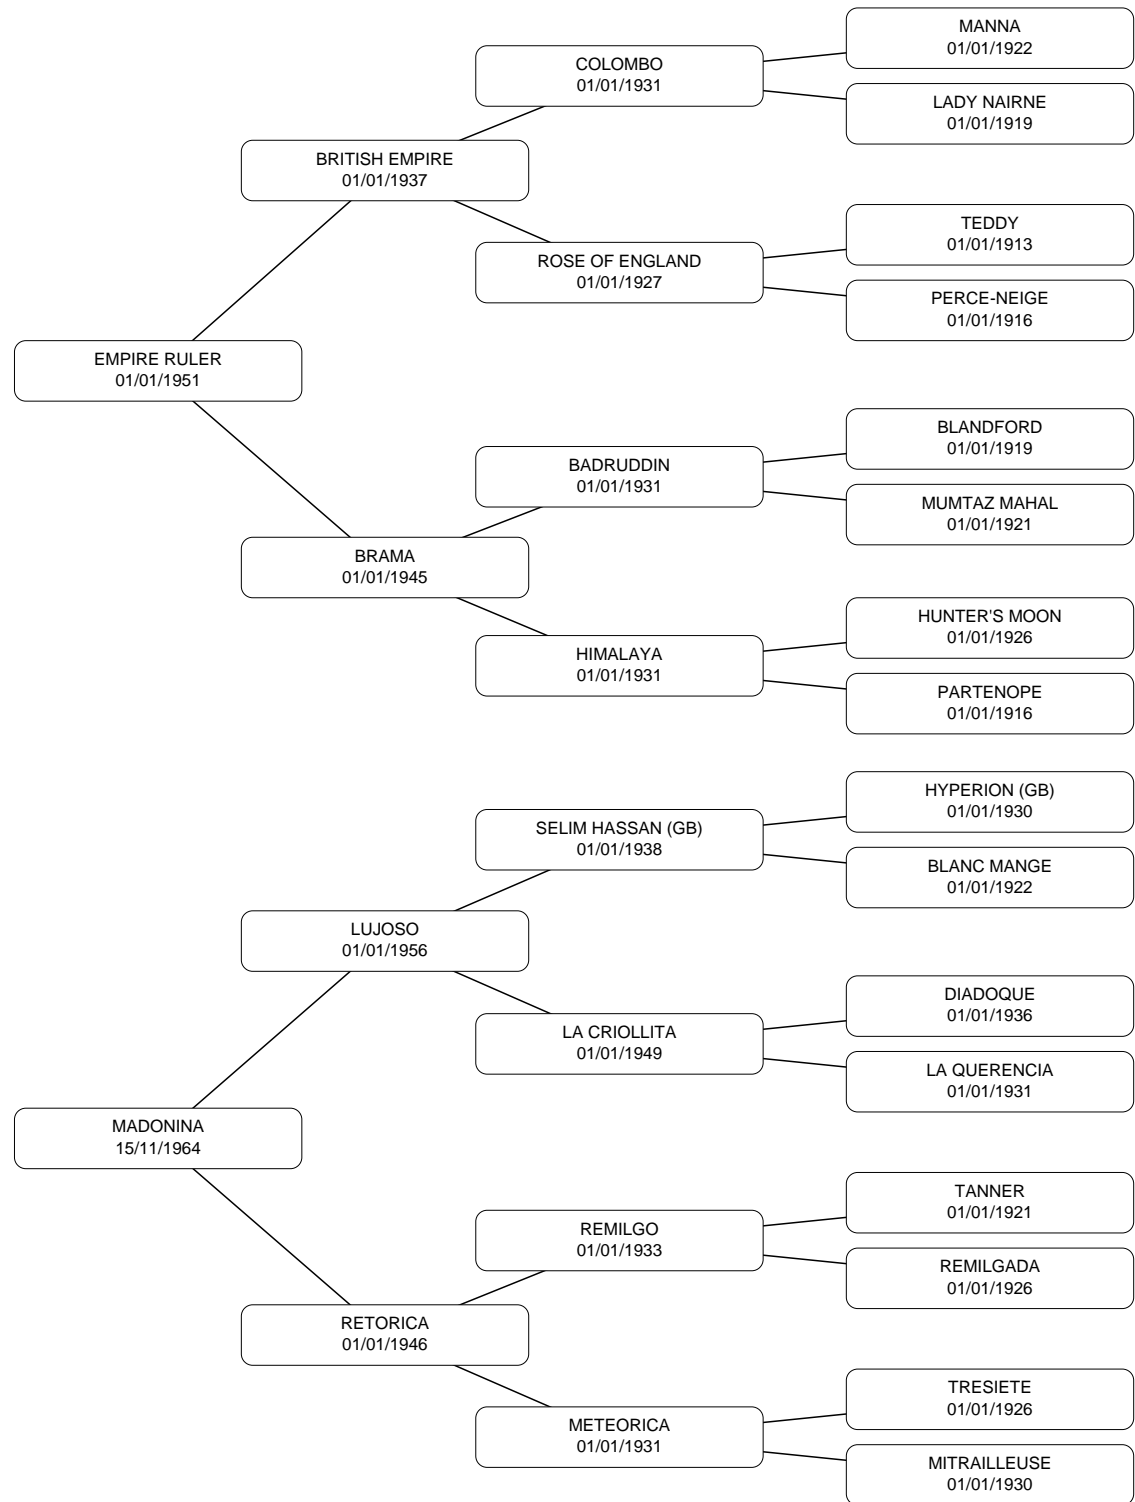 MANNA
01/01/1922
COLOMBO
01/01/1931
LADY NAIRNE
01/01/1919
BRITISH EMPIRE
01/01/1937
TEDDY
01/01/1913
ROSE OF ENGLAND
01/01/1927
PERCE-NEIGE
01/01/1916
EMPIRE RULER
01/01/1951
BLANDFORD
01/01/1919
BADRUDDIN
01/01/1931
MUMTAZ MAHAL
01/01/1921
BRAMA
01/01/1945
HUNTER'S MOON
01/01/1926
HIMALAYA
01/01/1931
PARTENOPE
01/01/1916
HYPERION (GB)
01/01/1930
SELIM HASSAN (GB)
01/01/1938
BLANC MANGE
01/01/1922
LUJOSO
01/01/1956
DIADOQUE
01/01/1936
LA CRIOLLITA
01/01/1949
LA QUERENCIA
01/01/1931
MADONINA
15/11/1964
TANNER
01/01/1921
REMILGO
01/01/1933
REMILGADA
01/01/1926
RETORICA
01/01/1946
TRESIETE
01/01/1926
METEORICA
01/01/1931
MITRAILLEUSE
01/01/1930